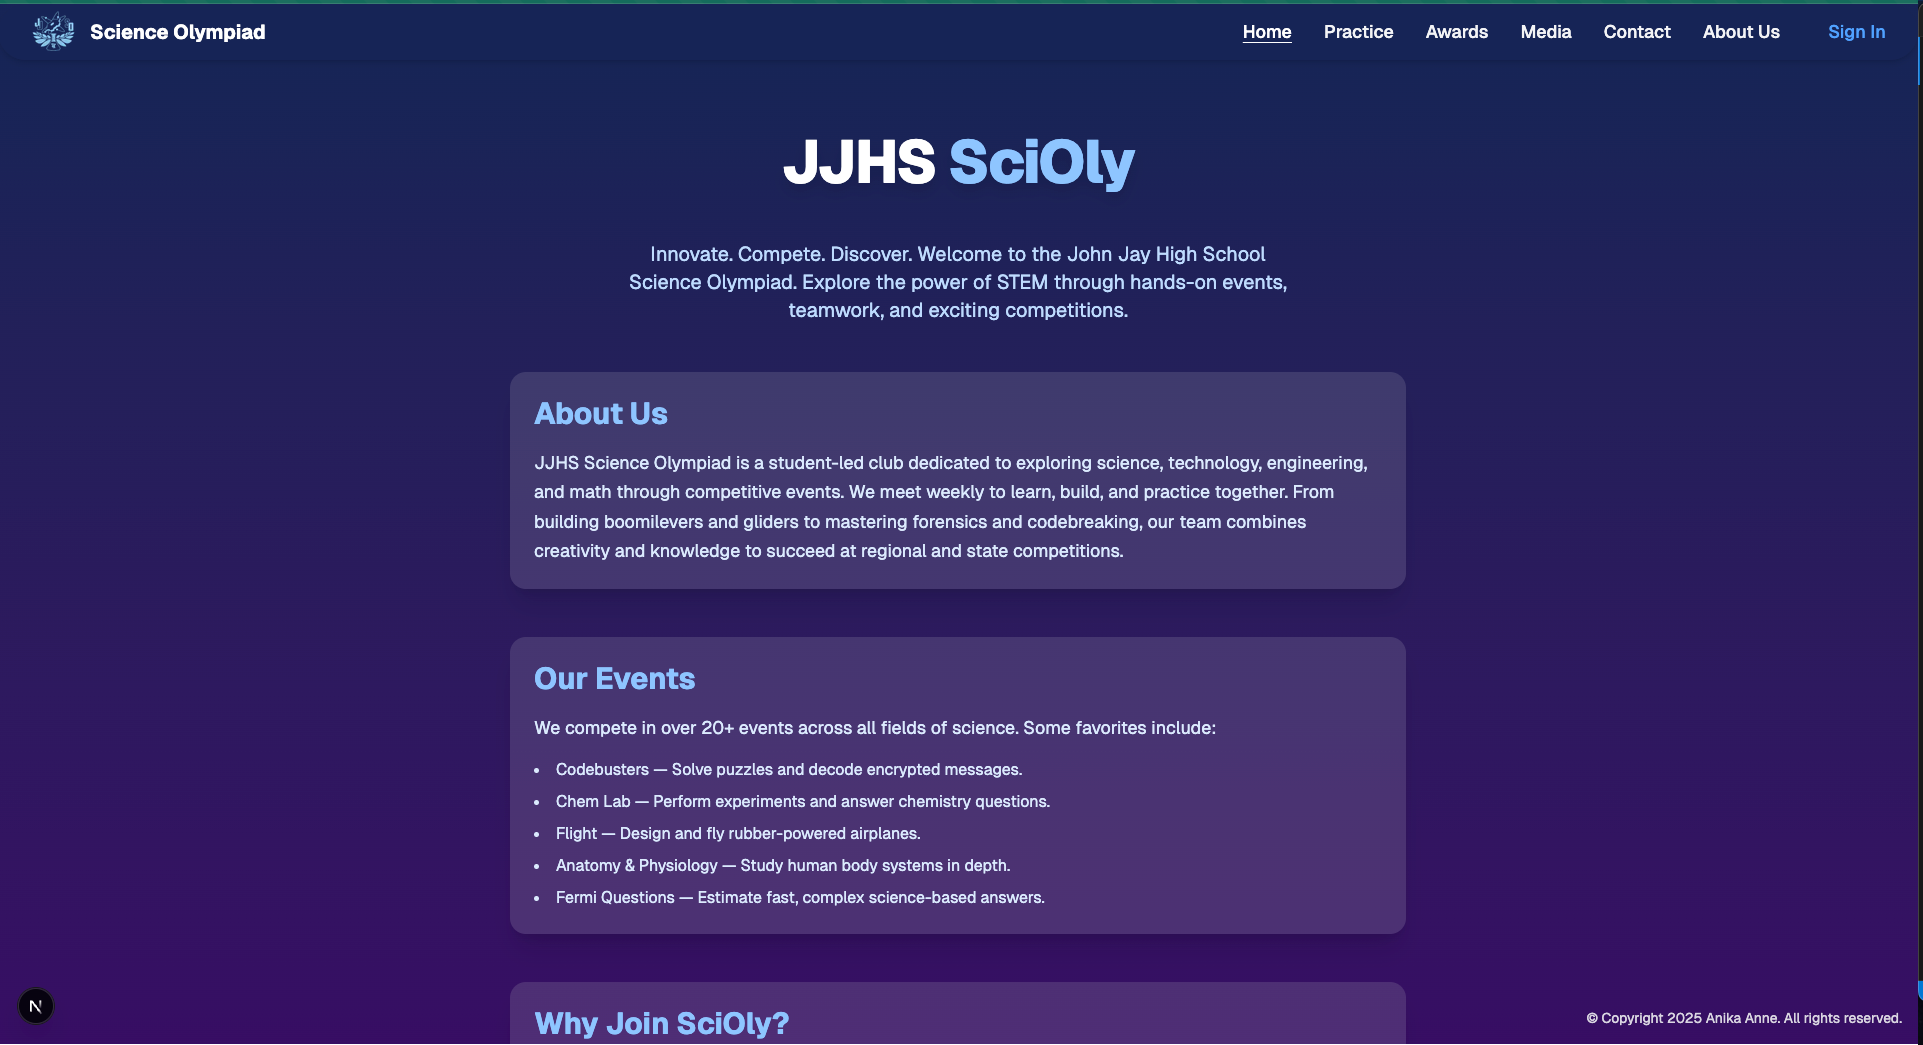 Science Olympiad
Home
Practice
Awards
Media
Contact
About Us
Sign In
JJHS SciOly
Innovate. Compete. Discover. Welcome to the John Jay High School
Science Olympiad. Explore the power of STEM through hands-on events,
teamwork, and exciting competitions.
About Us
JJHS Science Olympiad is a student-led club dedicated to exploring science, technology, engineering,
and math through competitive events. We meet weekly to learn, build, and practice together. From
building boomilevers and gliders to mastering forensics and codebreaking, our team combines
creativity and knowledge to succeed at regional and state competitions.
Our Events
We compete in over 20+ events across all fields of science. Some favorites include:
• Codebusters — Solve puzzles and decode encrypted messages.
• Chem Lab — Perform experiments and answer chemistry questions.
• Flight — Design and fly rubber-powered airplanes.
• Anatomy & Physiology — Study human body systems in depth.
• Fermi Questions — Estimate fast, complex science-based answers.
Why Join SciOly?
N
© Copyright 2025 Anika Anne. All rights reserved.